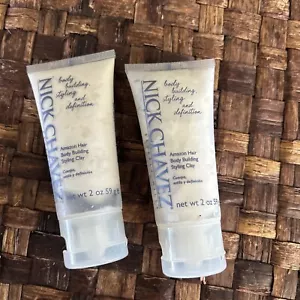 body
building,
styling
and
definition
NICK CHAVEZ
Amazon Hair
Body Building
Styling Clay
net wt 2 oz 59 g
body
building,
styling
and
definition
NICK CHAVEZ
Amazon Hair
Body Building
Styling Clay
net wt 2 oz 59